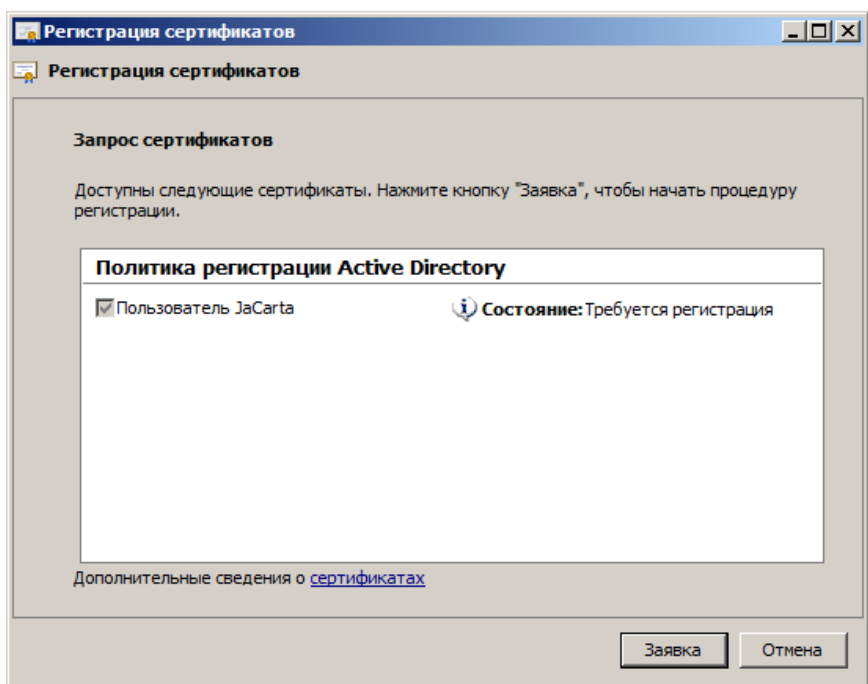 Регистрация сертификатов
Регистрация сертификатов
Запрос сертификатов
Доступны следующие сертификаты. Нажмите кнопку "Заявка", чтобы начать процедуру
регистрации.
Политика регистрации Active Directory
Пользователь JaCarta Состояние: Требуется регистрация
Дополнительные сведения о сертификатах
Заявка Отмена